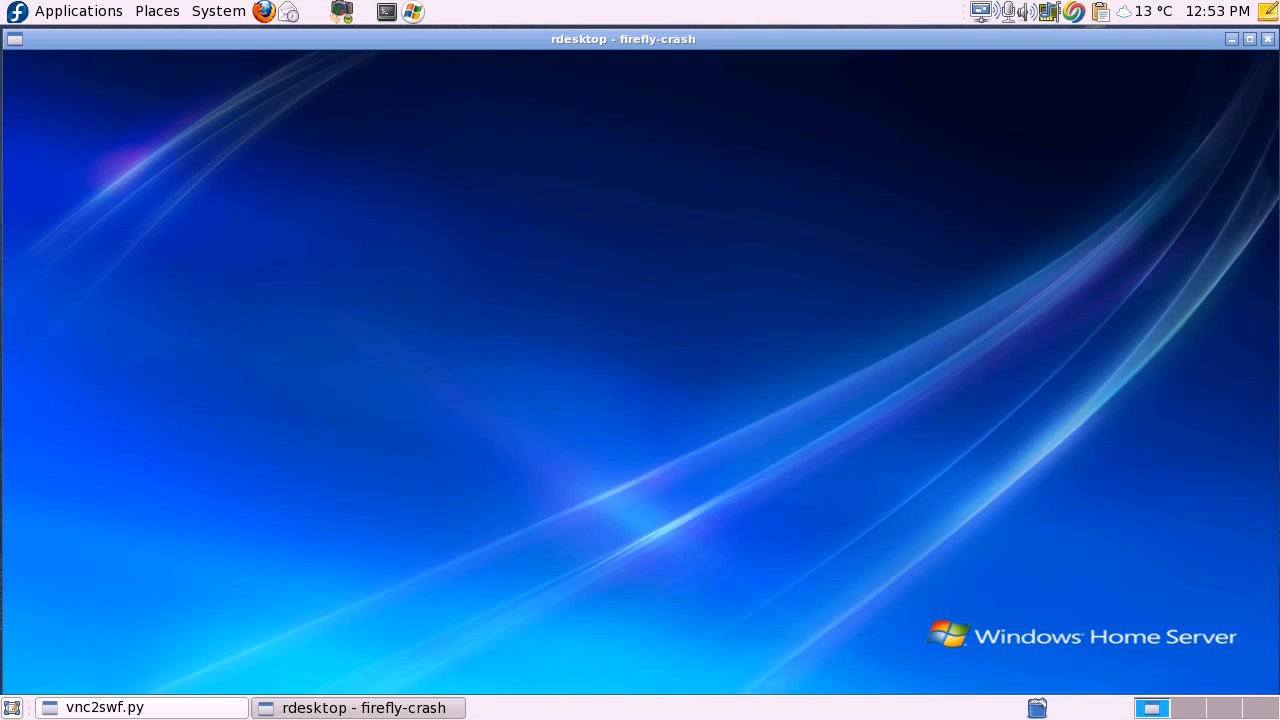 Applications Places System 13 °C 12:53 PM
rdesktop - firefly-crash
Windows Home Server
vnc2swf.py rdesktop - firefly-crash